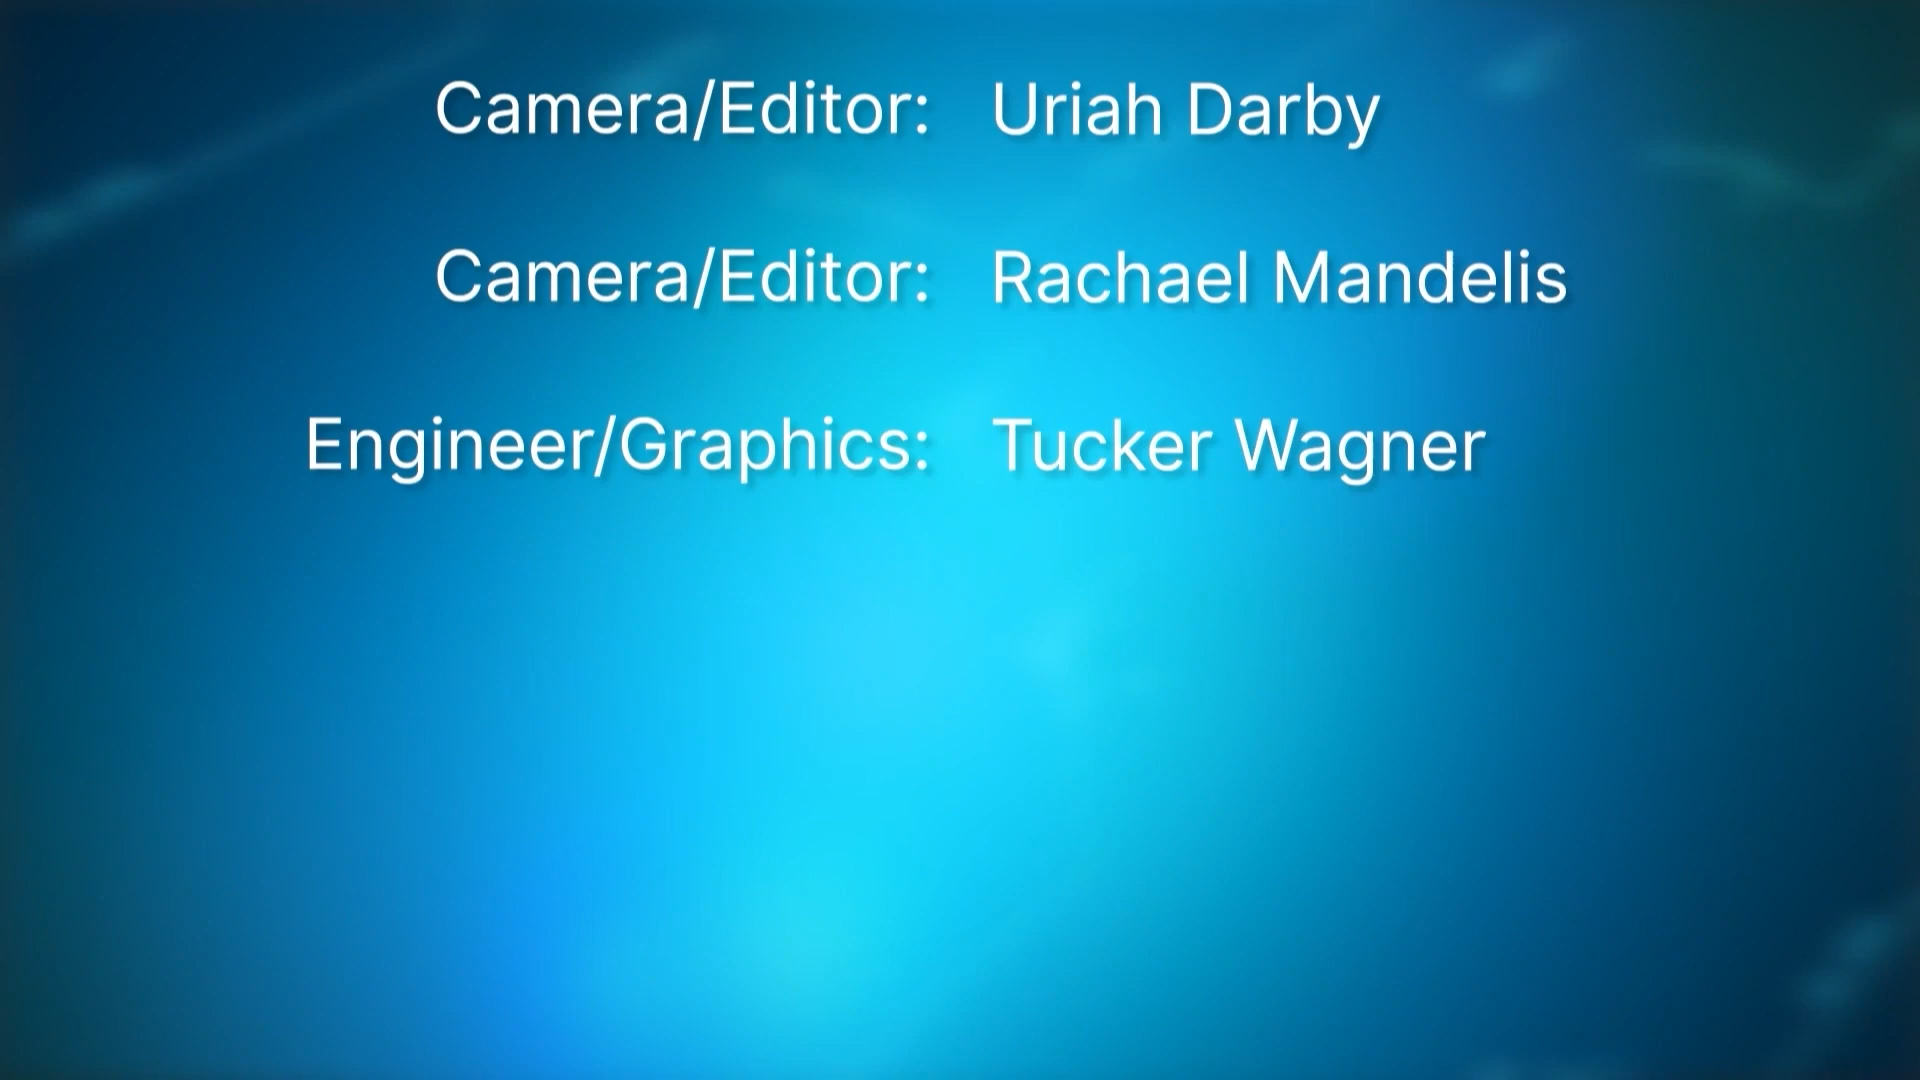 Camera/Editor: Uriah Darby
Camera/Editor: Rachael Mandelis
Engineer/Graphics: Tucker Wagner